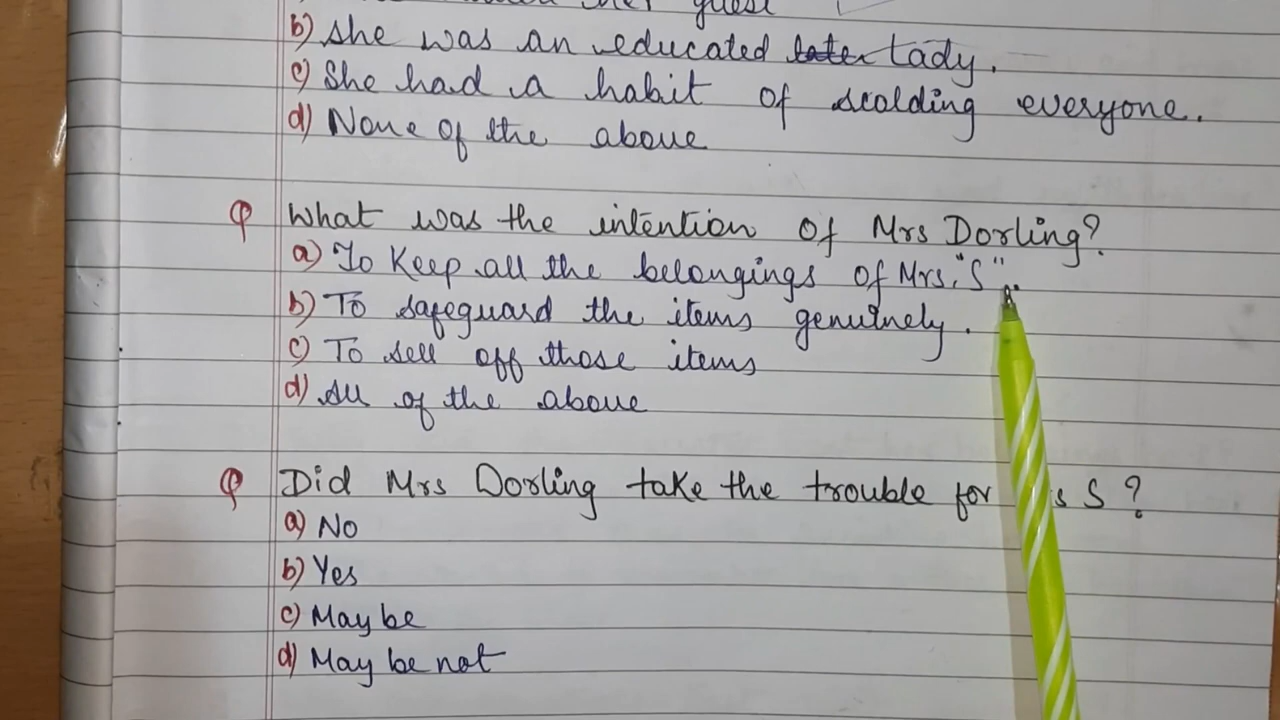 her guest
b) she was an educated later lady.
c) She had a habit of scolding everyone.
d) None of the above
Q What was the intention of Mrs Dorling?
a) To Keep all the belongings of Mrs. "S".
b) To safeguard the items genuinely.
c) To sell off those items
d) All of the above
Q Did Mrs Dorling take the trouble for S?
a) No
b) Yes
c) May be
d) May be not